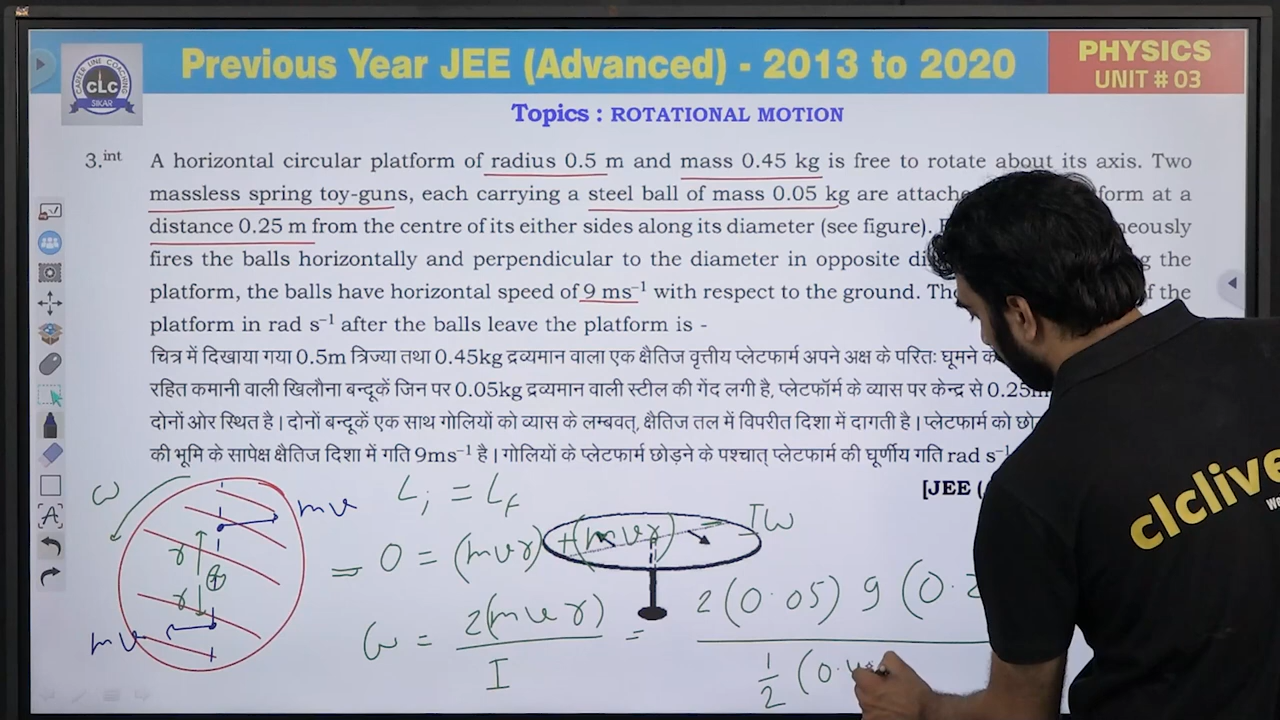 Previous Year JEE (Advanced) - 2013 to 2020
PHYSICS
UNIT # 03
CAREER LINE COACHING
CLC
SIKAR
Topics : ROTATIONAL MOTION
3.int A horizontal circular platform of radius 0.5 m and mass 0.45 kg is free to rotate about its axis. Two
massless spring toy-guns, each carrying a steel ball of mass 0.05 kg are attache form at a
distance 0.25 m from the centre of its either sides along its diameter (see figure). neously
fires the balls horizontally and perpendicular to the diameter in opposite di g the
platform, the balls have horizontal speed of 9 ms⁻¹ with respect to the ground. Th f the
platform in rad s⁻¹ after the balls leave the platform is -
चित्र में दिखाया गया 0.5m त्रिज्या तथा 0.45kg द्रव्यमान वाला एक क्षैतिज वृत्तीय प्लेटफार्म अपने अक्ष के परितः घूमने
रहित कमानी वाली खिलौना बन्दूकें जिन पर 0.05kg द्रव्यमान वाली स्टील की गेंद लगी है, प्लेटफॉर्म के व्यास पर केन्द्र से 0.25m
दोनों ओर स्थित है। दोनों बन्दूकें एक साथ गोलियों को व्यास के लम्बवत्, क्षैतिज तल में विपरीत दिशा में दागती है। प्लेटफार्म को छो
की भूमि के सापेक्ष क्षैतिज दिशा में गति 9ms⁻¹ है। गोलियों के प्लेटफार्म छोड़ने के पश्चात् प्लेटफार्म की घूर्णीय गति rad s⁻¹
[JEE (
ω
mv
r
r
mv
Li = Lf
= 0 = (mvr) + (mvr) - Iω
ω = 2(mvr) / I = 2(0.05) 9 (0.2 / 1/2 (0.4
clclive